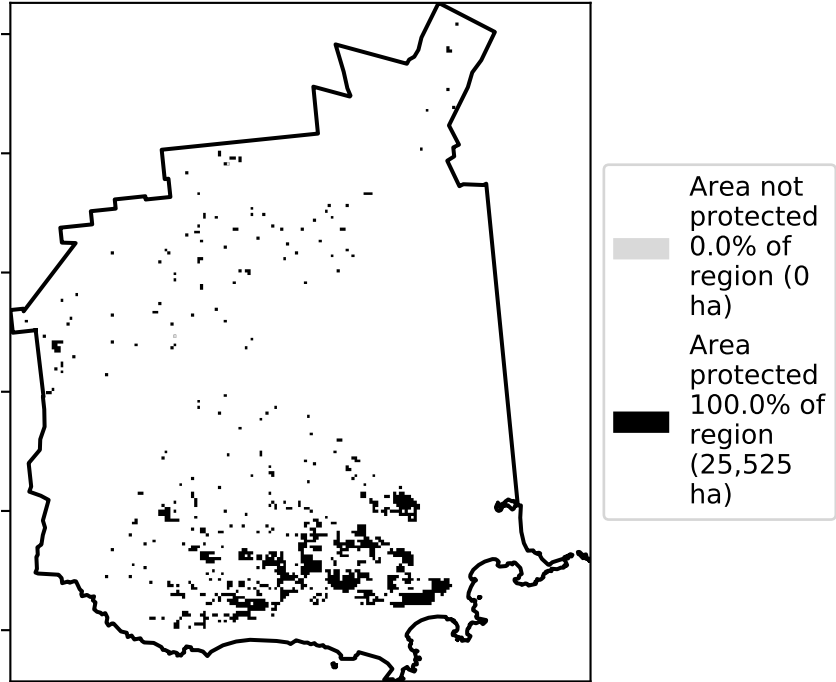 Area not
protected
0.0% of
region (0
ha)
Area
protected
100.0% of
region
(25,525
ha)